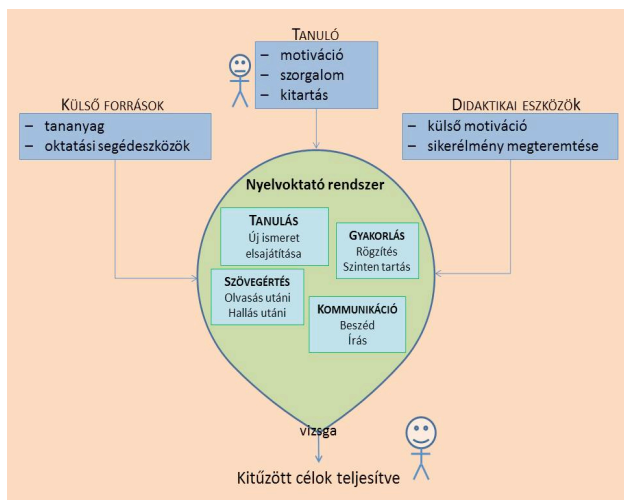 TANULÓ
– motiváció
– szorgalom
– kitartás
KÜLSŐ FORRÁSOK
– tananyag
– oktatási segédeszközök
DIDAKTIKAI ESZKÖZÖK
– külső motiváció
– sikerélmény megteremtése
Nyelvoktató rendszer
TANULÁS
Új ismeret
elsajátítása
GYAKORLÁS
Rögzítés
Szinten tartás
SZÖVEGÉRTÉS
Olvasás utáni
Hallás utáni
KOMMUNIKÁCIÓ
Beszéd
Írás
vizsga
Kitűzött célok teljesítve